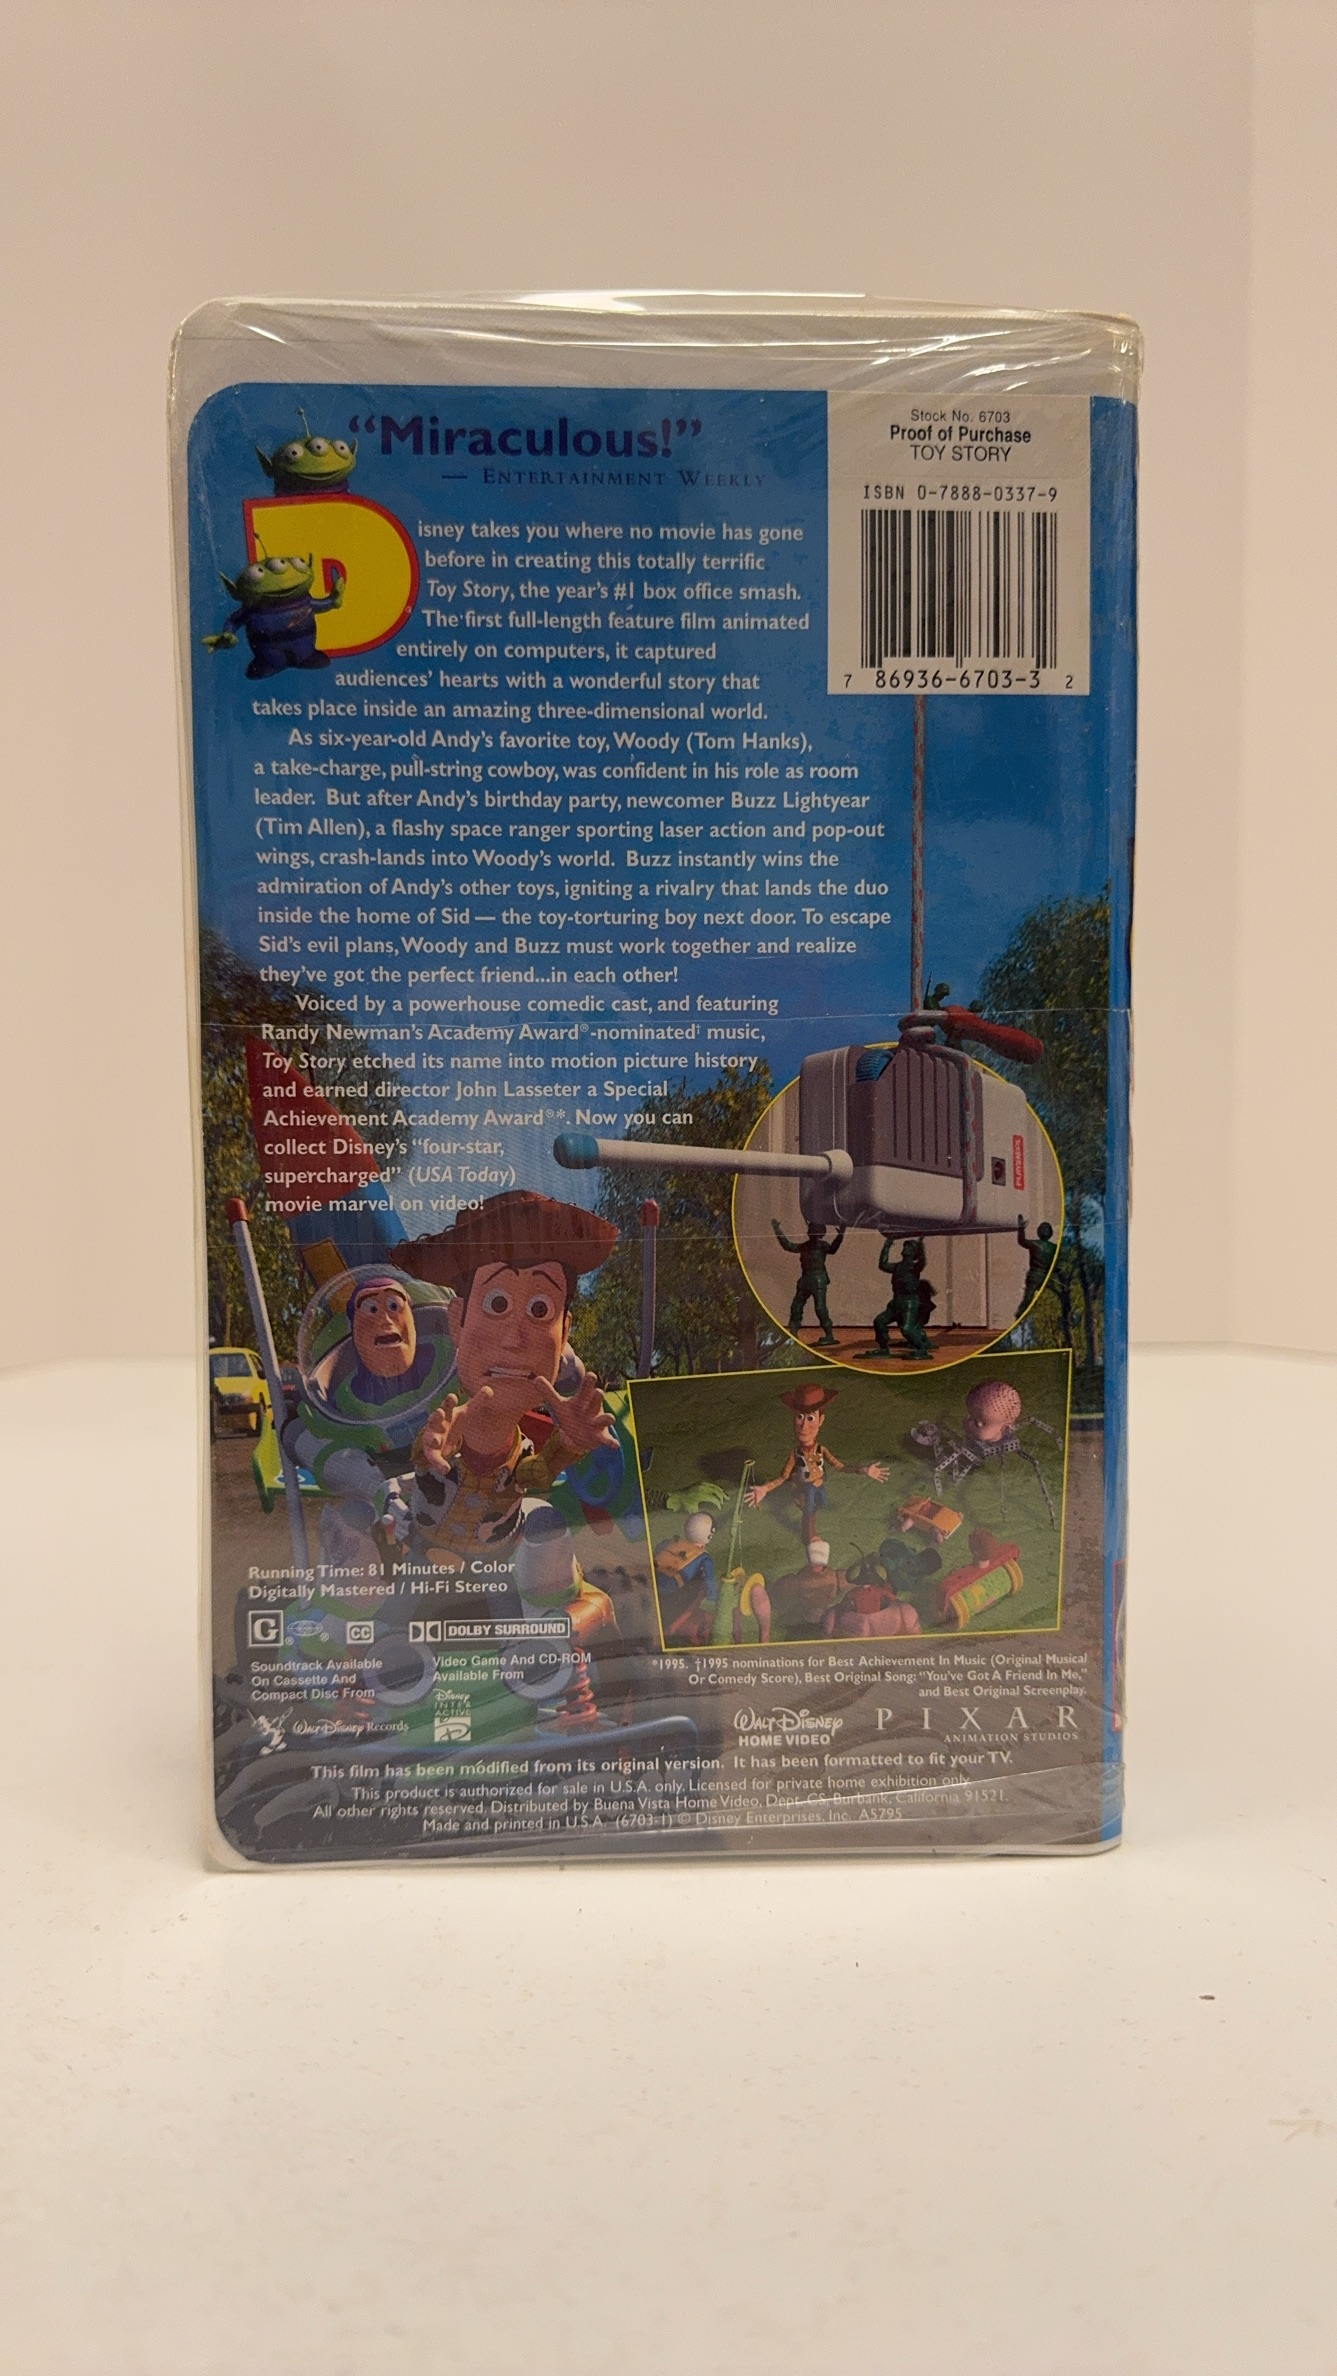 "Miraculous!"
— ENTERTAINMENT WEEKLY
Stock No. 6703
Proof of Purchase
TOY STORY
ISBN 0-7888-0337-9
7 86936-6703-3 2
Disney takes you where no movie has gone
before in creating this totally terrific
Toy Story, the year's #1 box office smash.
The first full-length feature film animated
entirely on computers, it captured
audiences' hearts with a wonderful story that
takes place inside an amazing three-dimensional world.
As six-year-old Andy's favorite toy, Woody (Tom Hanks),
a take-charge, pull-string cowboy, was confident in his role as room
leader. But after Andy's birthday party, newcomer Buzz Lightyear
(Tim Allen), a flashy space ranger sporting laser action and pop-out
wings, crash-lands into Woody's world. Buzz instantly wins the
admiration of Andy's other toys, igniting a rivalry that lands the duo
inside the home of Sid — the toy-torturing boy next door. To escape
Sid's evil plans, Woody and Buzz must work together and realize
they've got the perfect friend...in each other!
Voiced by a powerhouse comedic cast, and featuring
Randy Newman's Academy Award®-nominated† music,
Toy Story etched its name into motion picture history
and earned director John Lasseter a Special
Achievement Academy Award®*. Now you can
collect Disney's "four-star,
supercharged" (USA Today)
movie marvel on video!
PLAYSKOOL
Running Time: 81 Minutes / Color
Digitally Mastered / Hi-Fi Stereo
G ® ® CC DOLBY SURROUND
Soundtrack Available
On Cassette And
Compact Disc From
Walt Disney Records
Video Game And CD-ROM
Available From
Disney
INTER
ACTIVE
*1995. †1995 nominations for Best Achievement In Music (Original Musical
Or Comedy Score), Best Original Song: "You've Got A Friend In Me,"
and Best Original Screenplay.
WALT DISNEY
HOME VIDEO
PIXAR
ANIMATION STUDIOS
This film has been modified from its original version. It has been formatted to fit your TV.
This product is authorized for sale in U.S.A. only. Licensed for private home exhibition only.
All other rights reserved. Distributed by Buena Vista Home Video, Dept. CS, Burbank, California 91521.
Made and printed in U.S.A. (6703-1) © Disney Enterprises, Inc. A5795